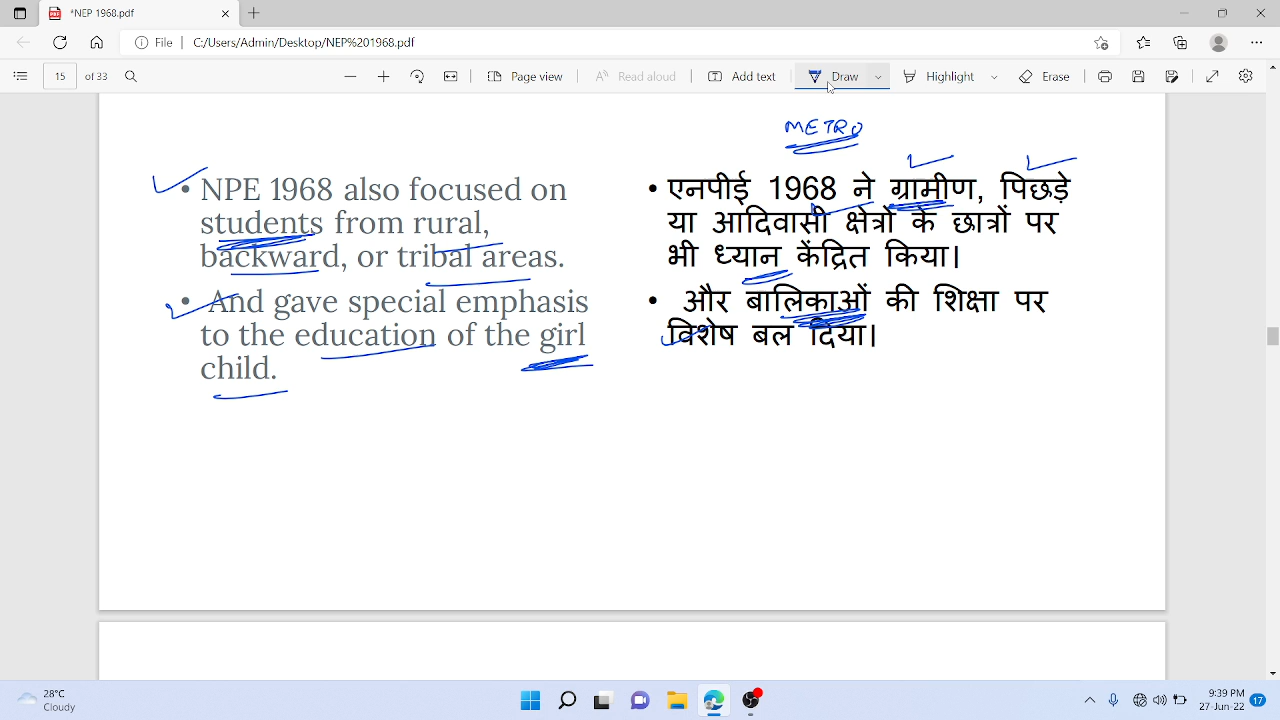 *NEP 1968.pdf
File C:/Users/Admin/Desktop/NEP%201968.pdf
15 of 33 Page view Read aloud Add text Draw Highlight Erase
METRO
• NPE 1968 also focused on
students from rural,
backward, or tribal areas.
• And gave special emphasis
to the education of the girl
child.
• एनपीई 1968 ने ग्रामीण, पिछड़े
या आदिवासी क्षेत्रों के छात्रों पर
भी ध्यान केंद्रित किया।
• और बालिकाओं की शिक्षा पर
विशेष बल दिया।
28°C
Cloudy
9:39 PM
27-Jun-22
17